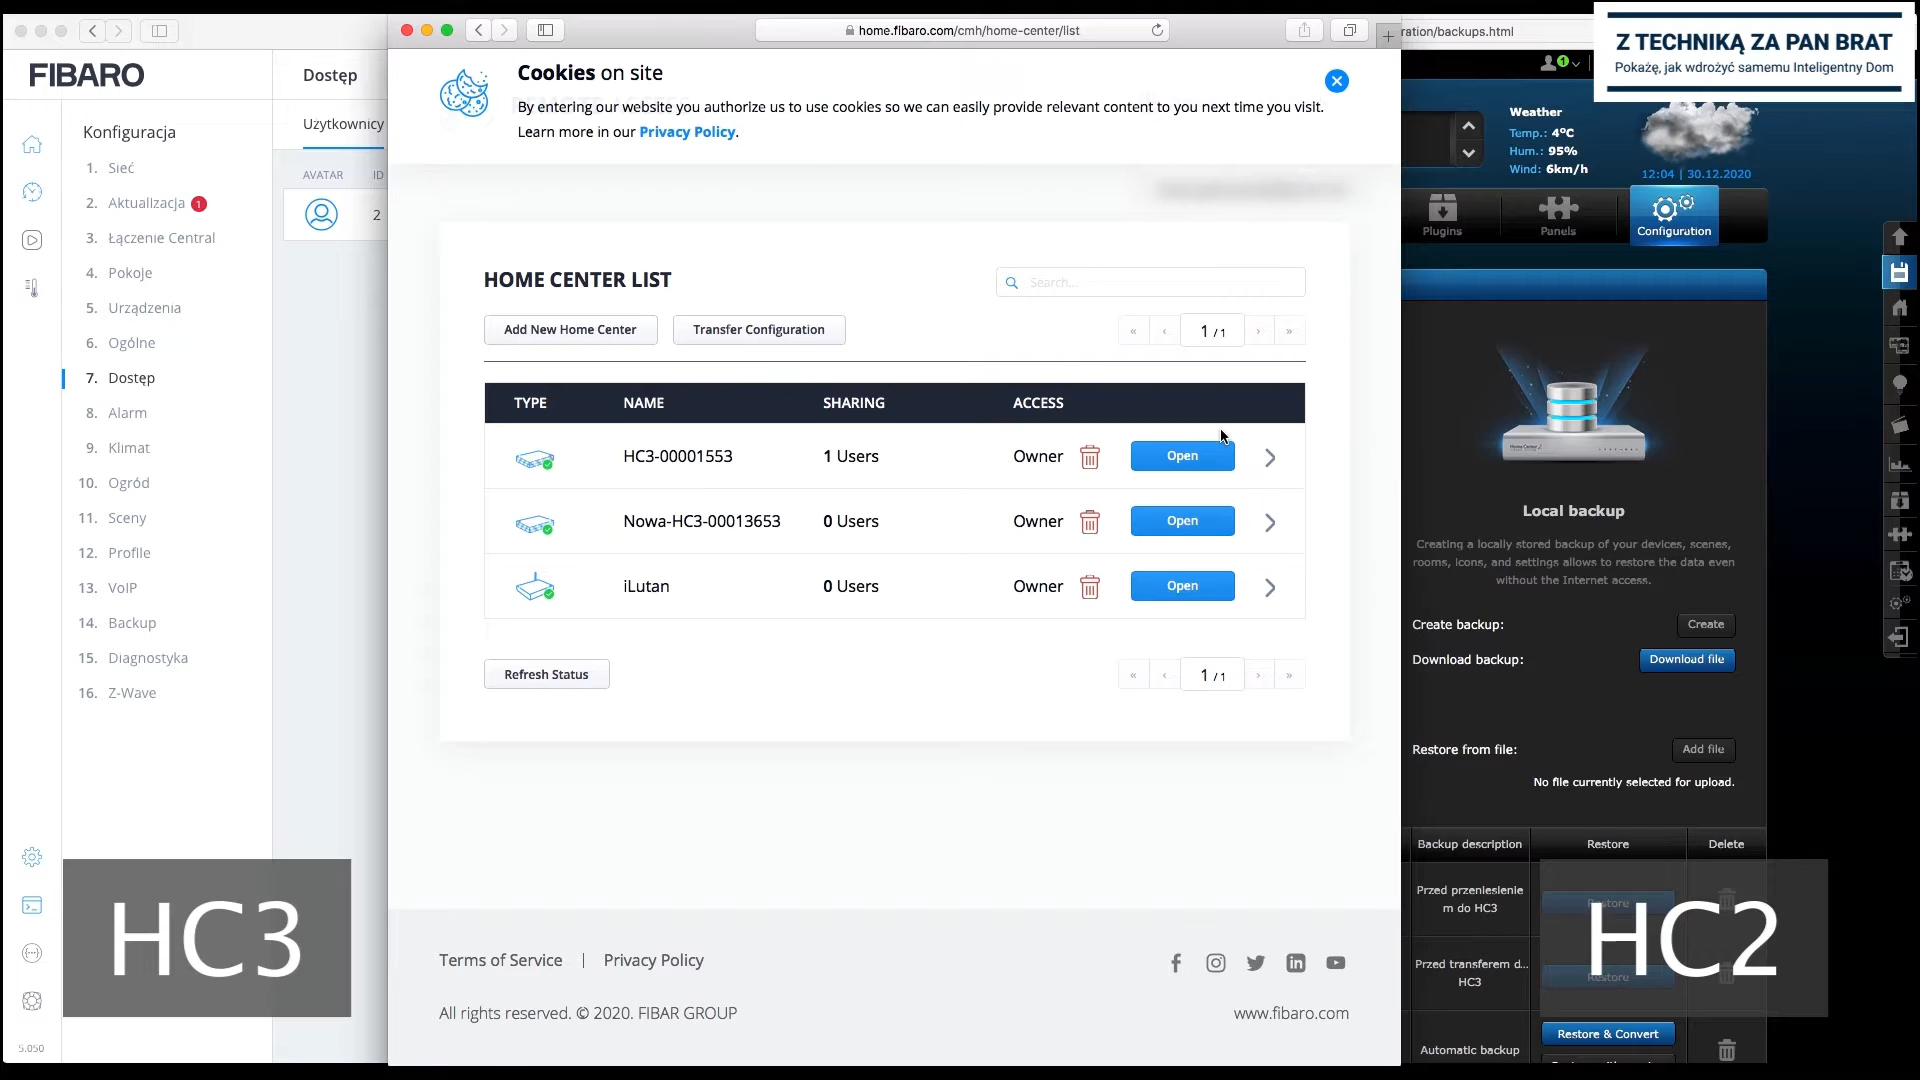 FIBARO
Dostęp
Użytkownicy
AVATAR ID
2
Konfiguracja
1. Sieć
2. Aktualizacja 1
3. Łączenie Central
4. Pokoje
5. Urządzenia
6. Ogólne
7. Dostęp
8. Alarm
9. Klimat
10. Ogród
11. Sceny
12. Profile
13. VoIP
14. Backup
15. Diagnostyka
16. Z-Wave
5.050
HC3
home.fibaro.com/cmh/home-center/list
Cookies on site
By entering our website you authorize us to use cookies so we can easily provide relevant content to you next time you visit.
Learn more in our Privacy Policy.
HOME CENTER LIST
Search...
Add New Home Center
Transfer Configuration
« ‹ 1 / 1 › »
TYPE NAME SHARING ACCESS
HC3-00001553 1 Users Owner Open
Nowa-HC3-00013653 0 Users Owner Open
iLutan 0 Users Owner Open
Refresh Status
« ‹ 1 / 1 › »
Terms of Service | Privacy Policy
All rights reserved. © 2020. FIBAR GROUP
www.fibaro.com
ration/backups.html
Z TECHNIKĄ ZA PAN BRAT
Pokażę, jak wdrożyć samemu Inteligentny Dom
1
Weather
Temp.: 4°C
Hum.: 95%
Wind: 6km/h
12:04 | 30.12.2020
Plugins
Panels
Configuration
Home Center 2
Local backup
Creating a locally stored backup of your devices, scenes,
rooms, icons, and settings allows to restore the data even
without the Internet access.
Create backup: Create
Download backup: Download file
Restore from file: Add file
No file currently selected for upload.
Backup description Restore Delete
Przed przeniesienie
m do HC3
Restore
Przed transferem d...
HC3
Restore
HC2
Automatic backup
Restore & Convert